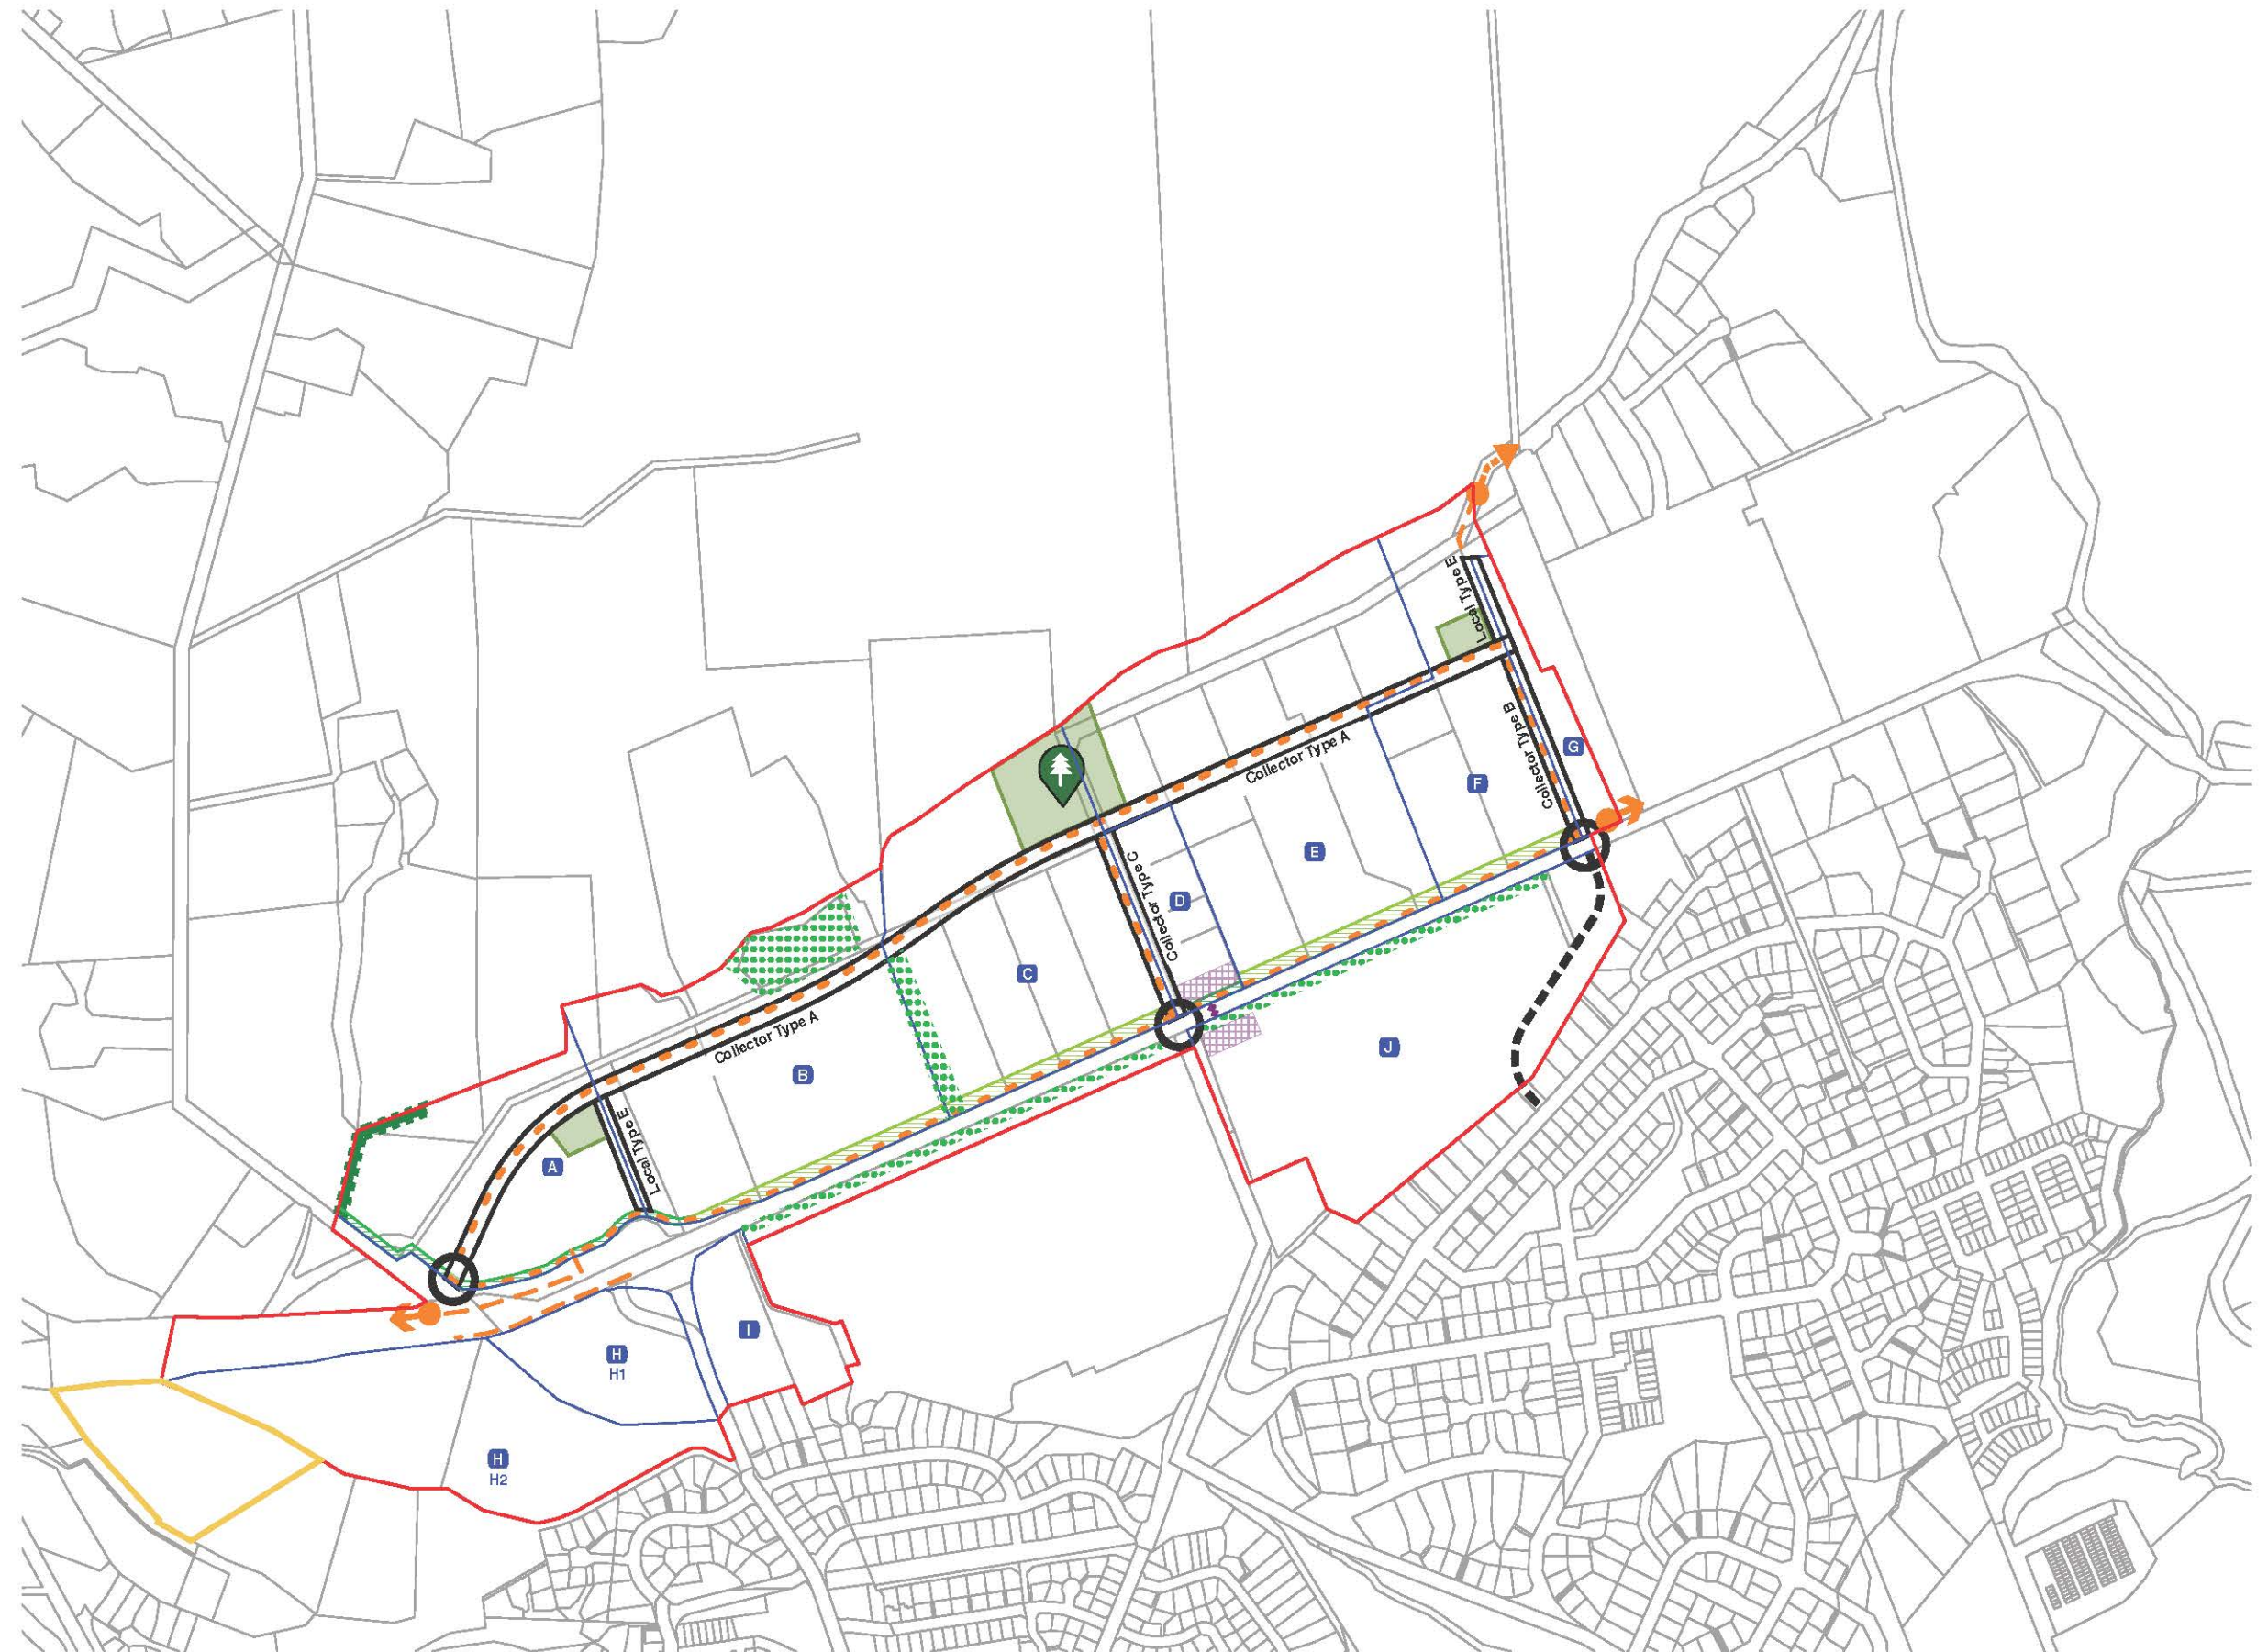 Local Type E
Collector Type B
G
Collector Type A
F
E
Collector Type C
D
C
Collector Type A
J
B
Local Type E
A
I
H
H1
H
H2